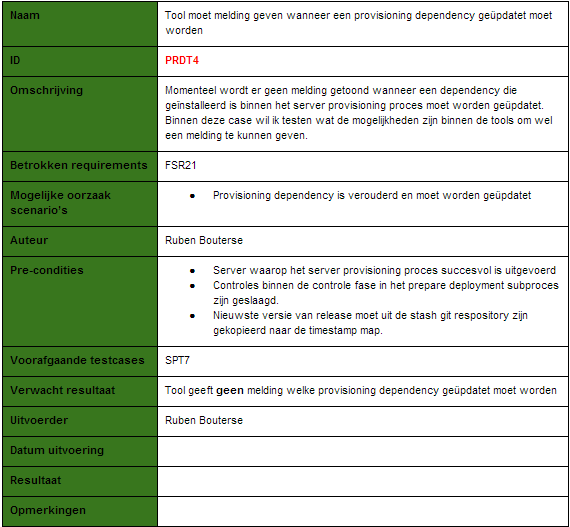 Naam
Tool moet melding geven wanneer een provisioning dependency geüpdatet moet
worden
ID
PRDT4
Omschrijving
Momenteel wordt er geen melding getoond wanneer een dependency die
geïnstalleerd is binnen het server provisioning proces moet worden geüpdatet.
Binnen deze case wil ik testen wat de mogelijkheden zijn binnen de tools om wel
een melding te kunnen geven.
Betrokken requirements
FSR21
Mogelijke oorzaak
scenario's
● Provisioning dependency is verouderd en moet worden geüpdatet
Auteur
Ruben Bouterse
Pre-condities
● Server waarop het server provisioning proces succesvol is uitgevoerd
● Controles binnen de controle fase in het prepare deployment subproces
zijn geslaagd.
● Nieuwste versie van release moet uit de stash git respository zijn
gekopieerd naar de timestamp map.
Voorafgaande testcases
SPT7
Verwacht resultaat
Tool geeft geen melding welke provisioning dependency geüpdatet moet worden
Uitvoerder
Ruben Bouterse
Datum uitvoering
Resultaat
Opmerkingen